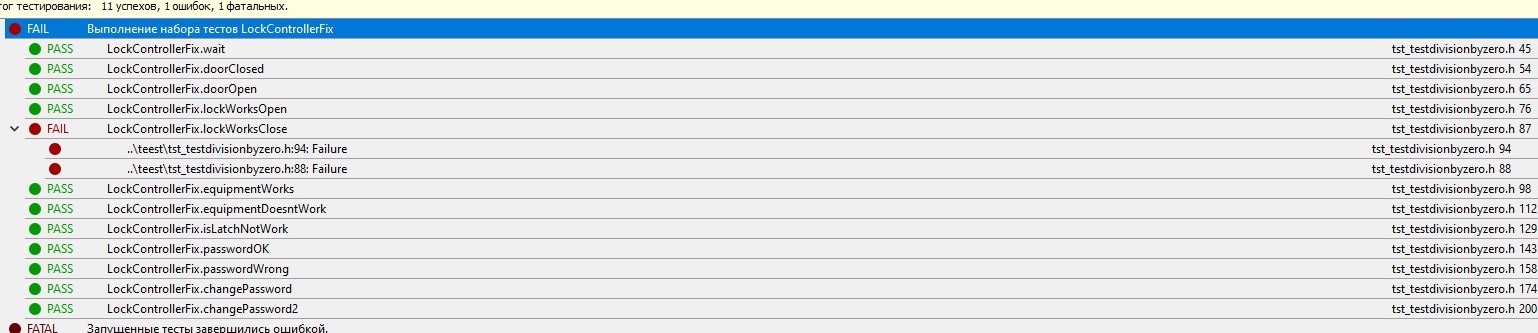 тог тестирования: 11 успехов, 1 ошибок, 1 фатальных.
FAIL Выполнение набора тестов LockControllerFix
PASS LockControllerFix.wait tst_testdivisionbyzero.h 45
PASS LockControllerFix.doorClosed tst_testdivisionbyzero.h 54
PASS LockControllerFix.doorOpen tst_testdivisionbyzero.h 65
PASS LockControllerFix.lockWorksOpen tst_testdivisionbyzero.h 76
FAIL LockControllerFix.lockWorksClose tst_testdivisionbyzero.h 87
..\teest\tst_testdivisionbyzero.h:94: Failure tst_testdivisionbyzero.h 94
..\teest\tst_testdivisionbyzero.h:88: Failure tst_testdivisionbyzero.h 88
PASS LockControllerFix.equipmentWorks tst_testdivisionbyzero.h 98
PASS LockControllerFix.equipmentDoesntWork tst_testdivisionbyzero.h 112
PASS LockControllerFix.isLatchNotWork tst_testdivisionbyzero.h 129
PASS LockControllerFix.passwordOK tst_testdivisionbyzero.h 143
PASS LockControllerFix.passwordWrong tst_testdivisionbyzero.h 158
PASS LockControllerFix.changePassword tst_testdivisionbyzero.h 174
PASS LockControllerFix.changePassword2 tst_testdivisionbyzero.h 200
FATAL Запущенные тесты завершились ошибкой.